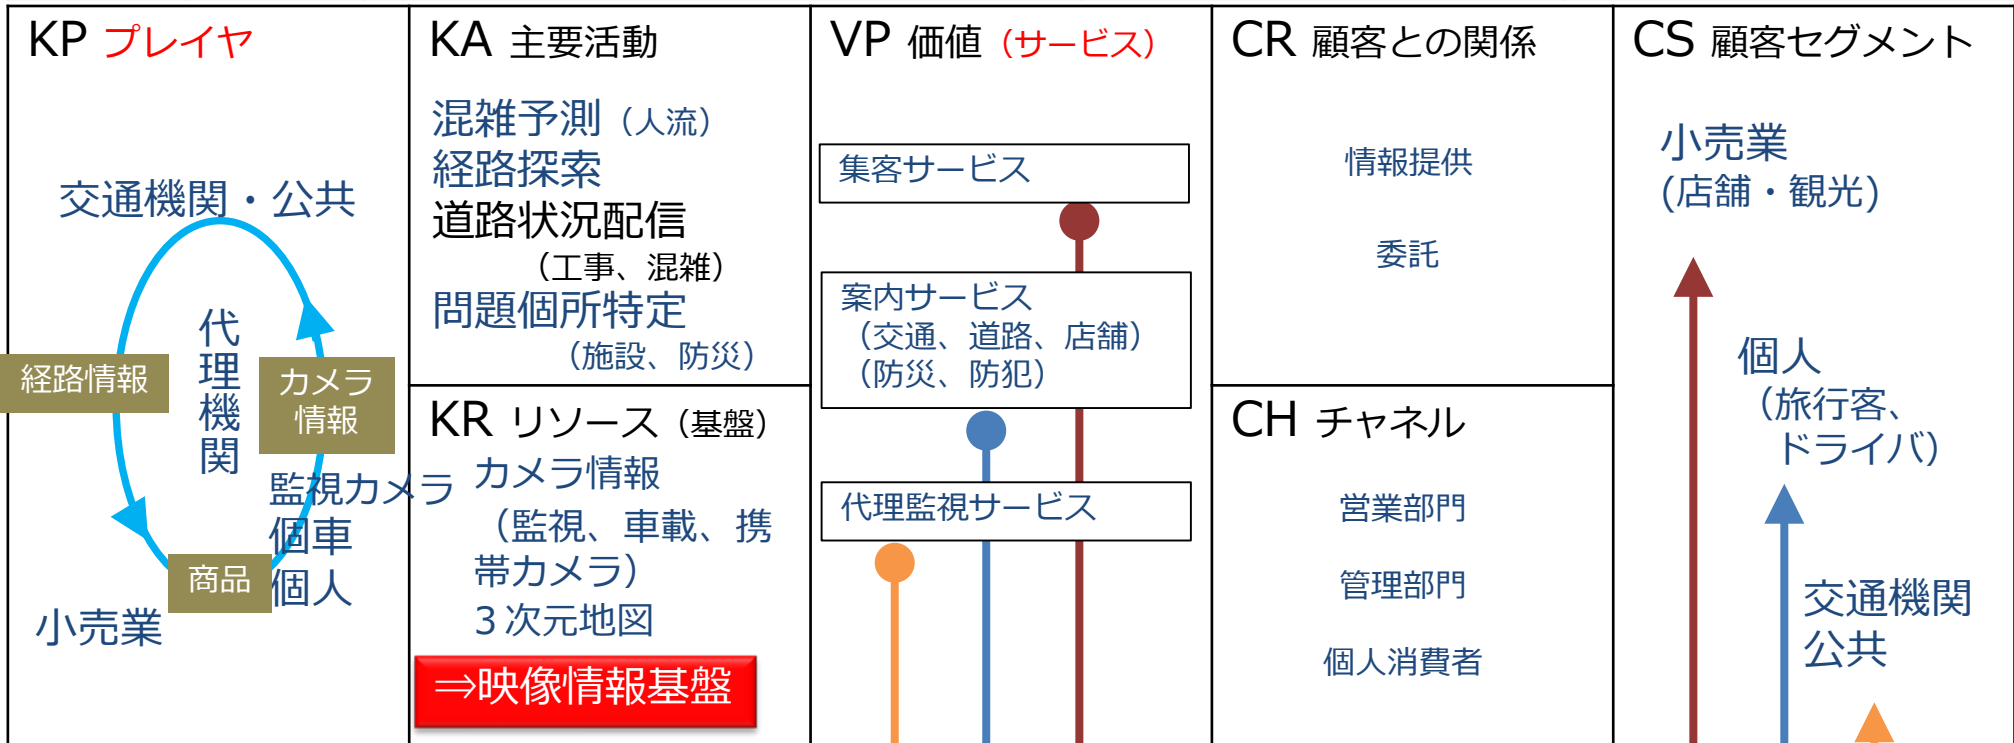 KP プレイヤ
交通機関・公共
代理機関
経路情報
カメラ
情報
監視カメラ
個車
個人
商品
小売業
KA 主要活動
混雑予測（人流）
経路探索
道路状況配信
（工事、混雑）
問題個所特定
（施設、防災）
KR リソース（基盤）
カメラ情報
（監視、車載、携
帯カメラ）
３次元地図
⇒映像情報基盤
VP 価値（サービス）
集客サービス
案内サービス
（交通、道路、店舗）
（防災、防犯）
代理監視サービス
CR 顧客との関係
情報提供
委託
CH チャネル
営業部門
管理部門
個人消費者
CS 顧客セグメント
小売業
(店舗・観光)
個人
（旅行客、
ドライバ）
交通機関
公共